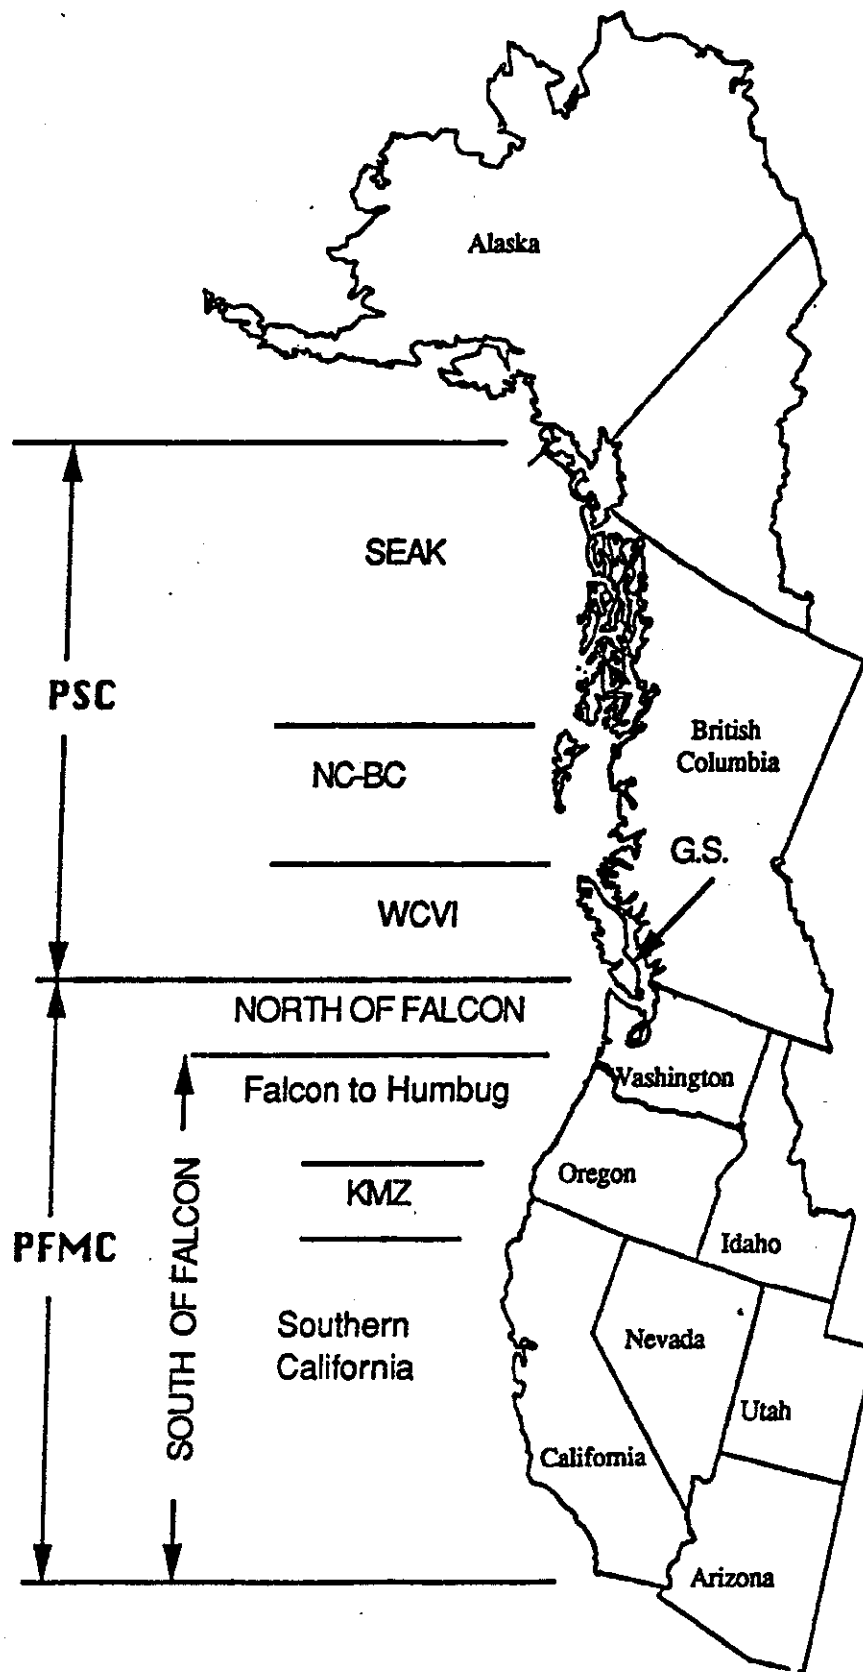 Alaska
SEAK
PSC
British
Columbia
NC-BC
G.S.
WCVI
NORTH OF FALCON
Falcon to Humbug
Washington
KMZ
Oregon
SOUTH OF FALCON
PFMC
Idaho
Southern
California
Nevada
Utah
California
Arizona